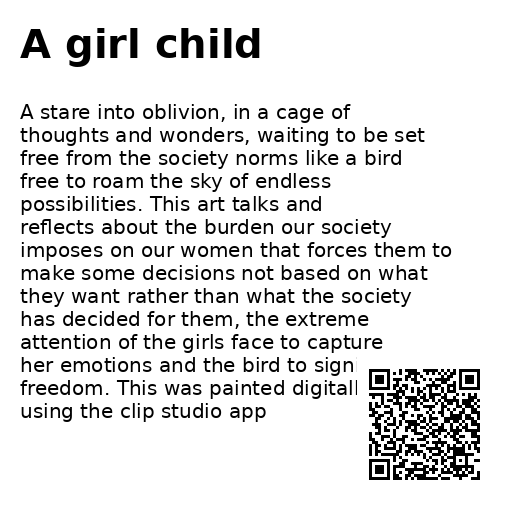 A girl child
A stare into oblivion, in a cage of
thoughts and wonders, waiting to be set
free from the society norms like a bird
free to roam the sky of endless
possibilities. This art talks and
reflects about the burden our society
imposes on our women that forces them to
make some decisions not based on what
they want rather than what the society
has decided for them, the extreme
attention of the girls face to capture
her emotions and the bird to
freedom. This was painted
using the clip studio app